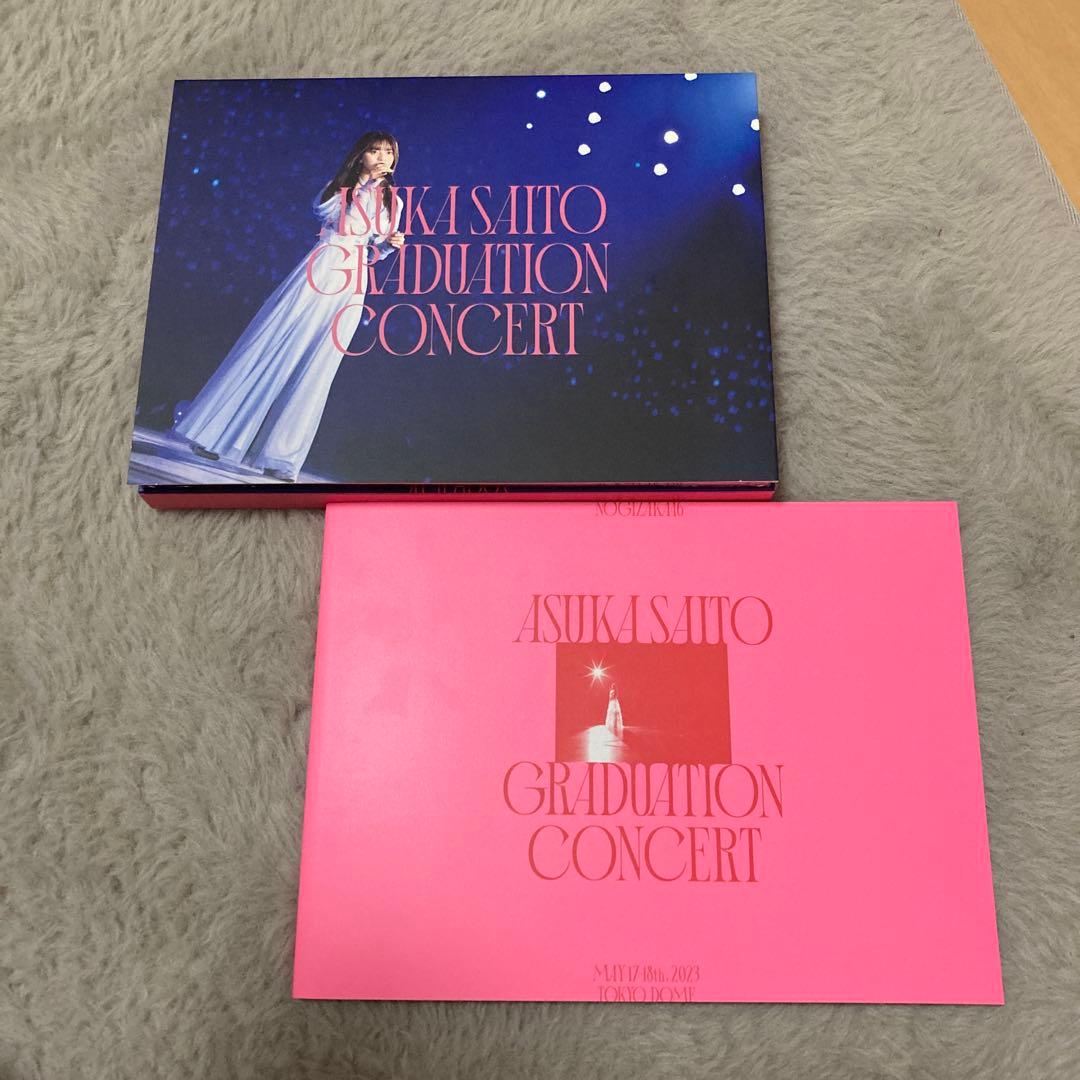 ASUKA SAITO
GRADUATION
CONCERT
NOGIZAKA46
ASUKA SAITO
GRADUATION
CONCERT
MAY 17-18th, 2023
TOKYO DOME